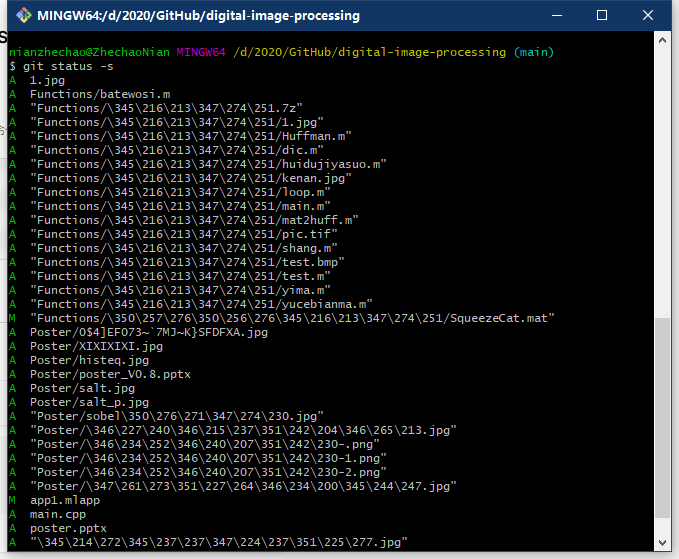 MINGW64:/d/2020/GitHub/digital-image-processing
nianzhechao@ZhechaoNian MINGW64 /d/2020/GitHub/digital-image-processing (main)
$ git status -s
A  1.jpg
A  Functions/batewosi.m
A  "Functions/\345\216\213\347\274\251.7z"
A  "Functions/\345\216\213\347\274\251/1.jpg"
A  "Functions/\345\216\213\347\274\251/Huffman.m"
A  "Functions/\345\216\213\347\274\251/dic.m"
A  "Functions/\345\216\213\347\274\251/huidujiyasuo.m"
A  "Functions/\345\216\213\347\274\251/kenan.jpg"
A  "Functions/\345\216\213\347\274\251/loop.m"
A  "Functions/\345\216\213\347\274\251/main.m"
A  "Functions/\345\216\213\347\274\251/mat2huff.m"
A  "Functions/\345\216\213\347\274\251/pic.tif"
A  "Functions/\345\216\213\347\274\251/shang.m"
A  "Functions/\345\216\213\347\274\251/test.bmp"
A  "Functions/\345\216\213\347\274\251/test.m"
A  "Functions/\345\216\213\347\274\251/yima.m"
A  "Functions/\345\216\213\347\274\251/yucebianma.m"
M  "Functions/\350\257\276\350\256\276\345\216\213\347\274\251/SqueezeCat.mat"
A  Poster/0$4]EFO73~`7MJ~K}SFDFXA.jpg
A  Poster/XIXIXIXI.jpg
A  Poster/histeq.jpg
A  Poster/poster_V0.8.pptx
A  Poster/salt.jpg
A  Poster/salt_p.jpg
A  "Poster/sobel\350\276\271\347\274\230.jpg"
A  "Poster/\346\227\240\346\215\237\351\242\204\346\265\213.jpg"
A  "Poster/\346\234\252\346\240\207\351\242\230-.png"
A  "Poster/\346\234\252\346\240\207\351\242\230-1.png"
A  "Poster/\346\234\252\346\240\207\351\242\230-2.png"
A  "Poster/\347\261\273\351\227\264\346\234\200\345\244\247.jpg"
M  app1.mlapp
A  main.cpp
A  poster.pptx
A  "\345\214\272\345\237\237\347\224\237\351\225\277.jpg"